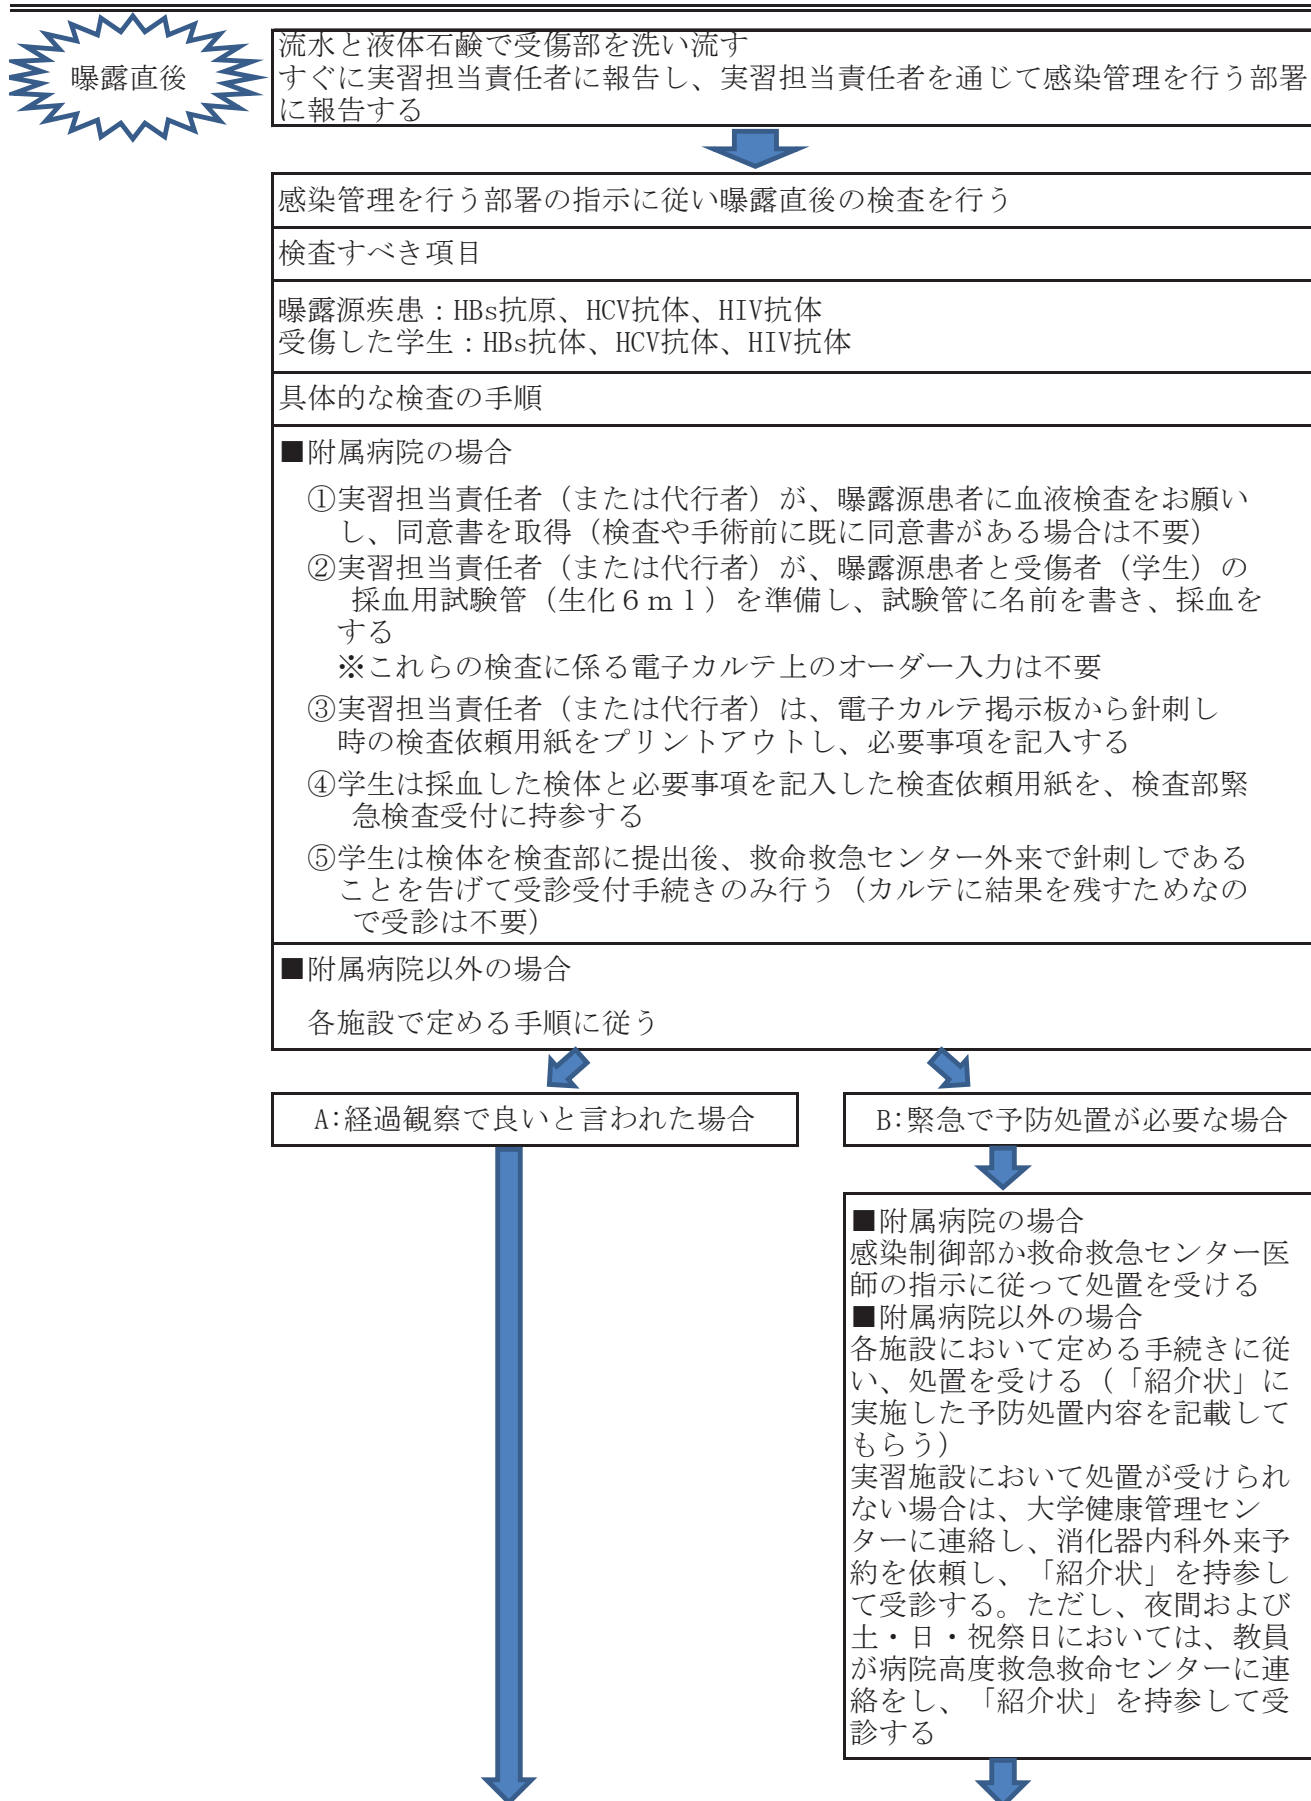 曝露直後
流水と液体石鹸で受傷部を洗い流す
すぐに実習担当責任者に報告し、実習担当責任者を通じて感染管理を行う部署
に報告する
感染管理を行う部署の指示に従い曝露直後の検査を行う
検査すべき項目
曝露源疾患：HBs抗原、HCV抗体、HIV抗体
受傷した学生：HBs抗体、HCV抗体、HIV抗体
具体的な検査の手順
■附属病院の場合
①実習担当責任者（または代行者）が、曝露源患者に血液検査をお願い
し、同意書を取得（検査や手術前に既に同意書がある場合は不要）
②実習担当責任者（または代行者）が、曝露源患者と受傷者（学生）の
採血用試験管（生化６ｍｌ）を準備し、試験管に名前を書き、採血を
する
※これらの検査に係る電子カルテ上のオーダー入力は不要
③実習担当責任者（または代行者）は、電子カルテ掲示板から針刺し
時の検査依頼用紙をプリントアウトし、必要事項を記入する
④学生は採血した検体と必要事項を記入した検査依頼用紙を、検査部緊
急検査受付に持参する
⑤学生は検体を検査部に提出後、救命救急センター外来で針刺しである
ことを告げて受診受付手続きのみ行う（カルテに結果を残すためなの
で受診は不要）
■附属病院以外の場合
各施設で定める手順に従う
A:経過観察で良いと言われた場合
B:緊急で予防処置が必要な場合
■附属病院の場合
感染制御部か救命救急センター医
師の指示に従って処置を受ける
■附属病院以外の場合
各施設において定める手続きに従
い、処置を受ける（「紹介状」に
実施した予防処置内容を記載して
もらう）
実習施設において処置が受けられ
ない場合は、大学健康管理セン
ターに連絡し、消化器内科外来予
約を依頼し、「紹介状」を持参し
て受診する。ただし、夜間および
土・日・祝祭日においては、教員
が病院高度救急救命センターに連
絡をし、「紹介状」を持参して受
診する